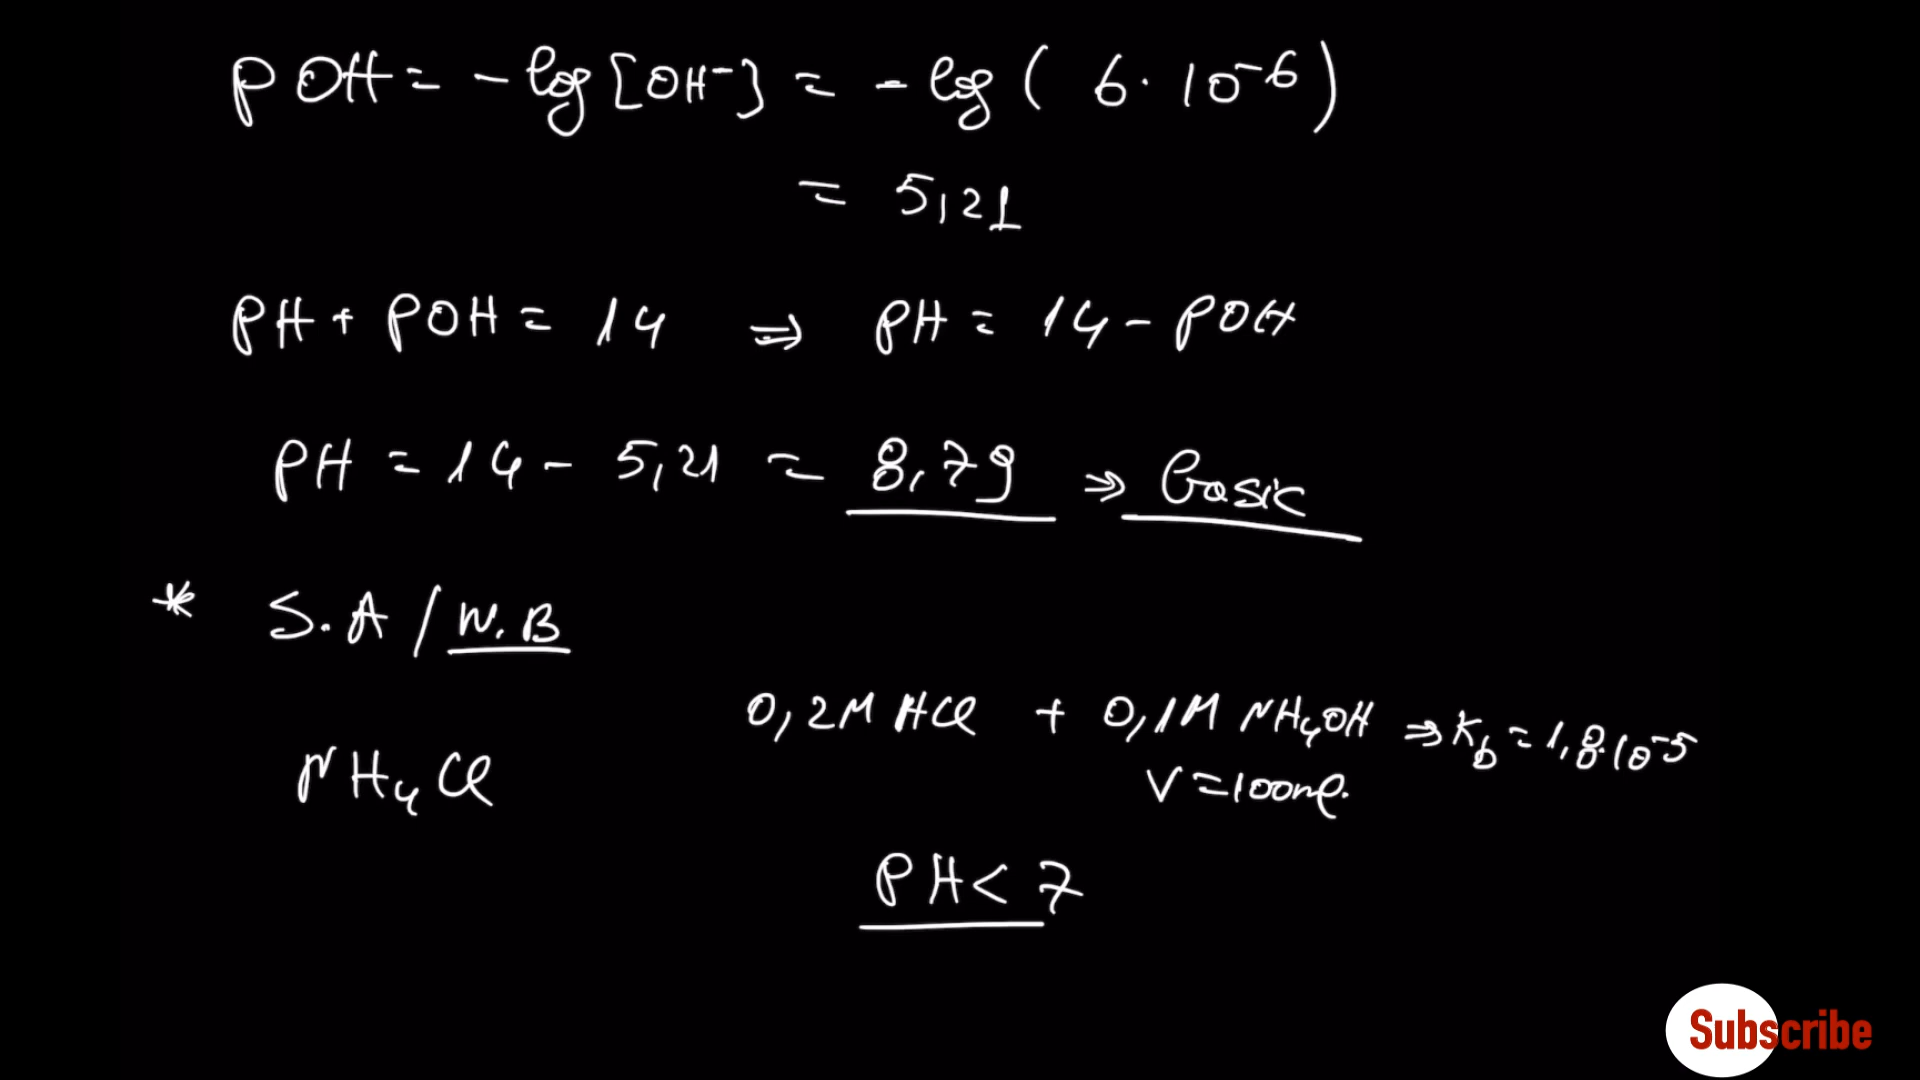 POH = - log [OH⁻] = - log ( 6 · 10⁻⁶ )
= 5,21
PH + POH = 14 ⇒ PH = 14 - POH
PH = 14 - 5,21 = 8,79 ⇒ Basic
* S.A / W.B
0,2M HCl + 0,1M NH₄OH ⇒ Kb = 1,8·10⁻⁵
NH₄Cl V = 100ml.
PH < 7
Subscribe